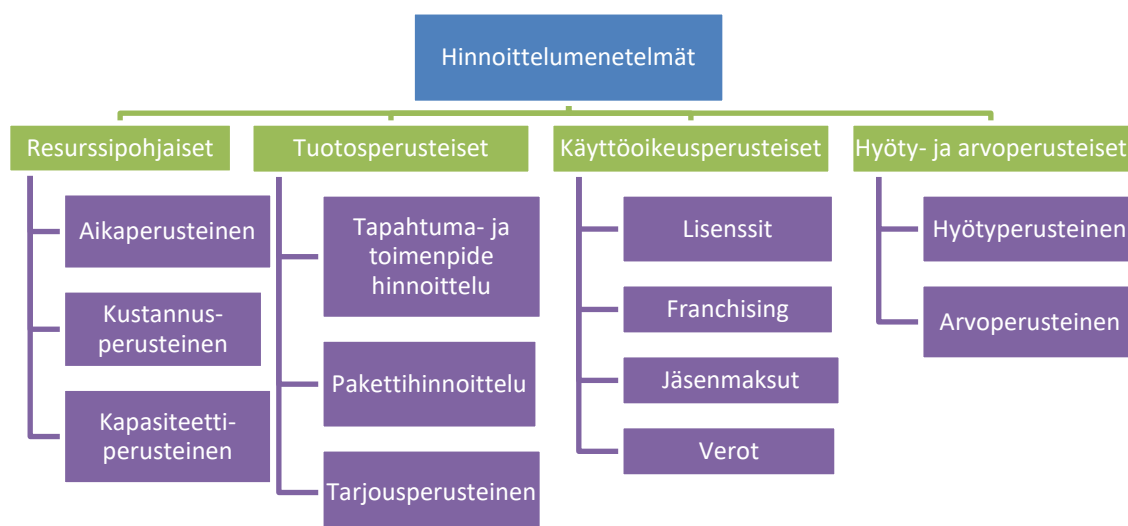 Hinnoittelumenetelmät
Resurssipohjaiset
Aikaperusteinen
Kustannus-
perusteinen
Kapasiteetti-
perusteinen
Tuotosperusteiset
Tapahtuma- ja
toimenpide
hinnoittelu
Pakettihinnoittelu
Tarjousperusteinen
Käyttöoikeusperusteiset
Lisenssit
Franchising
Jäsenmaksut
Verot
Hyöty- ja arvoperusteiset
Hyötyperusteinen
Arvoperusteinen